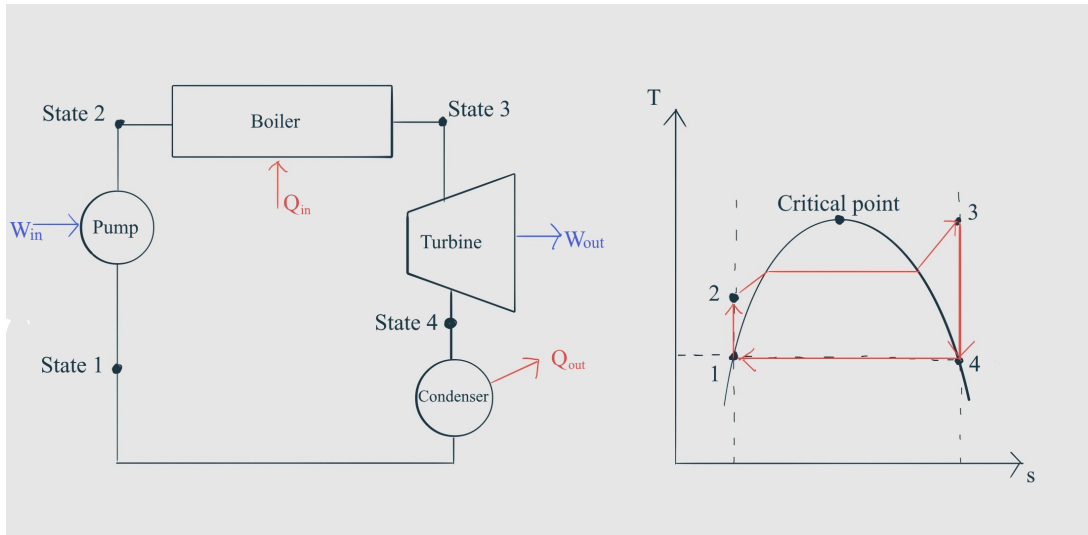 State 2
Boiler
State 3
Q_in
W_in
Pump
Turbine
W_out
State 4
State 1
Q_out
Condenser
T
Critical point
3
2
1
4
s